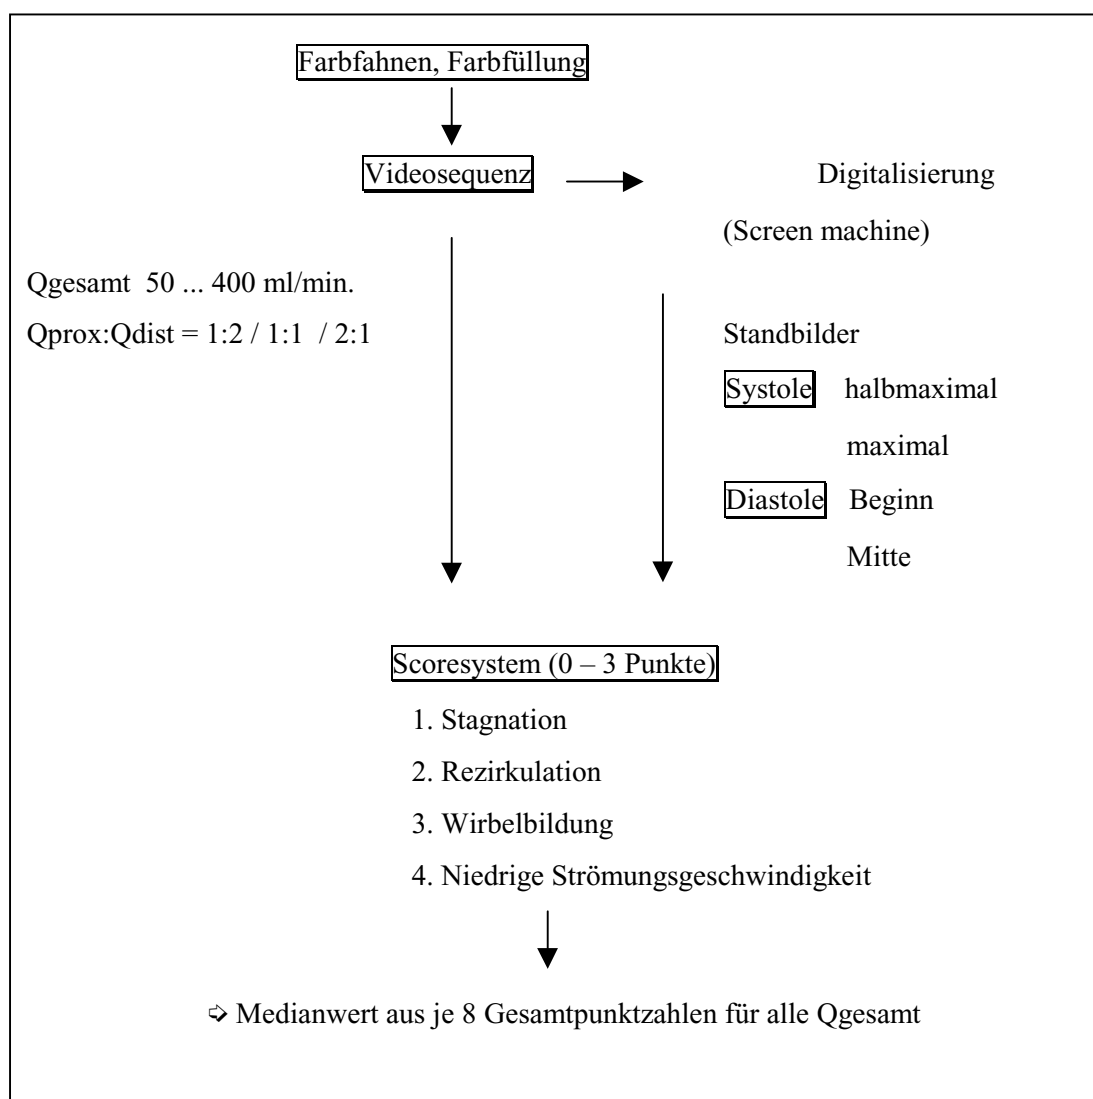 Farbfahnen, Farbfüllung
Videosequenz
Digitalisierung
(Screen machine)
Qgesamt 50 ... 400 ml/min.
Qprox:Qdist = 1:2 / 1:1 / 2:1
Standbilder
Systole halbmaximal
maximal
Diastole Beginn
Mitte
Scoresystem (0 – 3 Punkte)
1. Stagnation
2. Rezirkulation
3. Wirbelbildung
4. Niedrige Strömungsgeschwindigkeit
➭ Medianwert aus je 8 Gesamtpunktzahlen für alle Qgesamt